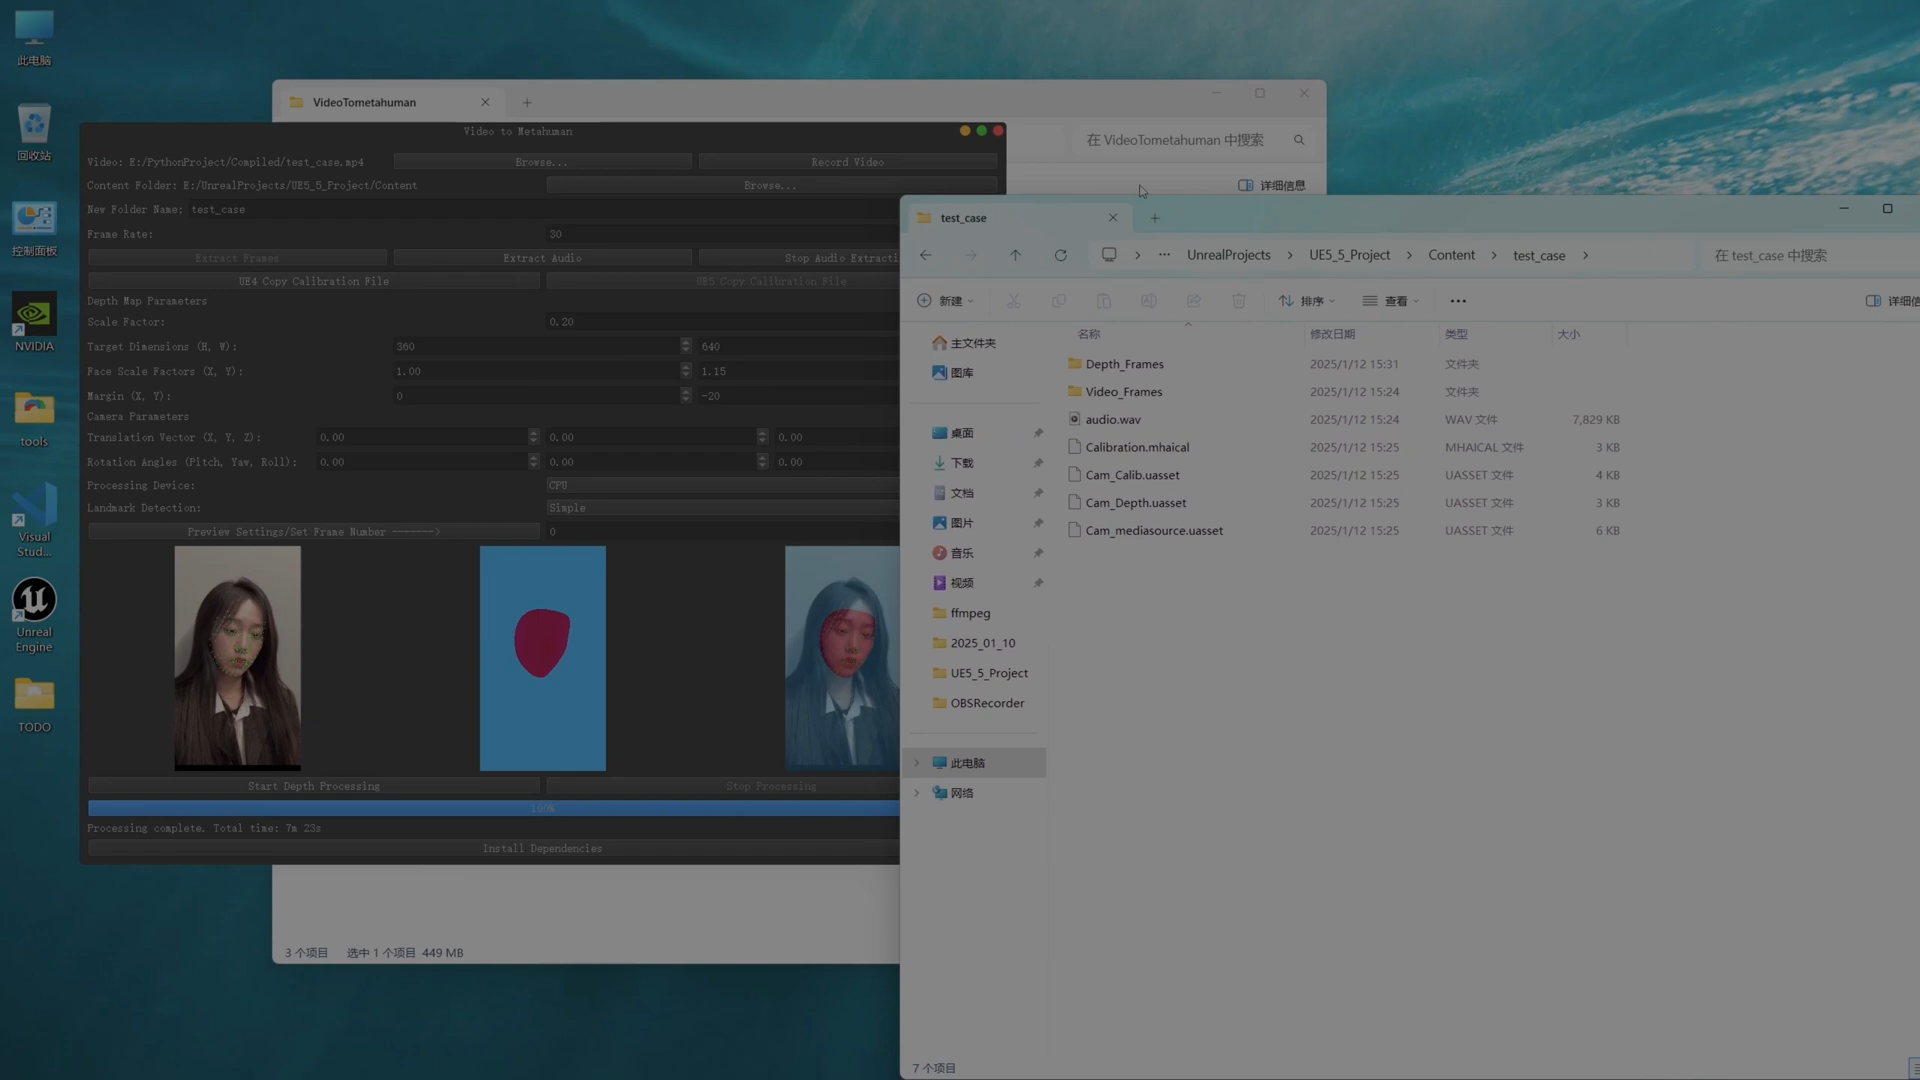 此电脑
回收站
控制面板
NVIDIA
tools
Visual
Stud...
Unreal
Engine
TODO
VideoTometahuman
在 VideoTometahuman 中搜索
详细信息
3 个项目 选中 1 个项目 449 MB
Video to Metahuman
Video: E:/PythonProject/Compiled/test_case.mp4 Browse... Record Video
Content Folder: E:/UnrealProjects/UE5_5_Project/Content Browse...
New Folder Name: test_case
Frame Rate: 30
Extract Frames Extract Audio Stop Audio Extracti
UE4 Copy Calibration File UE5 Copy Calibration File
Depth Map Parameters
Scale Factor: 0.20
Target Dimensions (H, W): 360 640
Face Scale Factors (X, Y): 1.00 1.15
Margin (X, Y): 0 -20
Camera Parameters
Translation Vector (X, Y, Z): 0.00 0.00 0.00
Rotation Angles (Pitch, Yaw, Roll): 0.00 0.00 0.00
Processing Device: CPU
Landmark Detection: Simple
Preview Settings/Set Frame Number -------> 0
Start Depth Processing Stop Processing
100%
Processing complete. Total time: 7m 23s
Install Dependencies
test_case
UnrealProjects UE5_5_Project Content test_case 在 test_case 中搜索
新建 排序 查看 详细信
主文件夹
图库
桌面
下载
文档
图片
音乐
视频
ffmpeg
2025_01_10
UE5_5_Project
OBSRecorder
此电脑
网络
名称 修改日期 类型 大小
Depth_Frames 2025/1/12 15:31 文件夹
Video_Frames 2025/1/12 15:24 文件夹
audio.wav 2025/1/12 15:24 WAV 文件 7,829 KB
Calibration.mhaical 2025/1/12 15:25 MHAICAL 文件 3 KB
Cam_Calib.uasset 2025/1/12 15:25 UASSET 文件 4 KB
Cam_Depth.uasset 2025/1/12 15:25 UASSET 文件 3 KB
Cam_mediasource.uasset 2025/1/12 15:25 UASSET 文件 6 KB
7 个项目